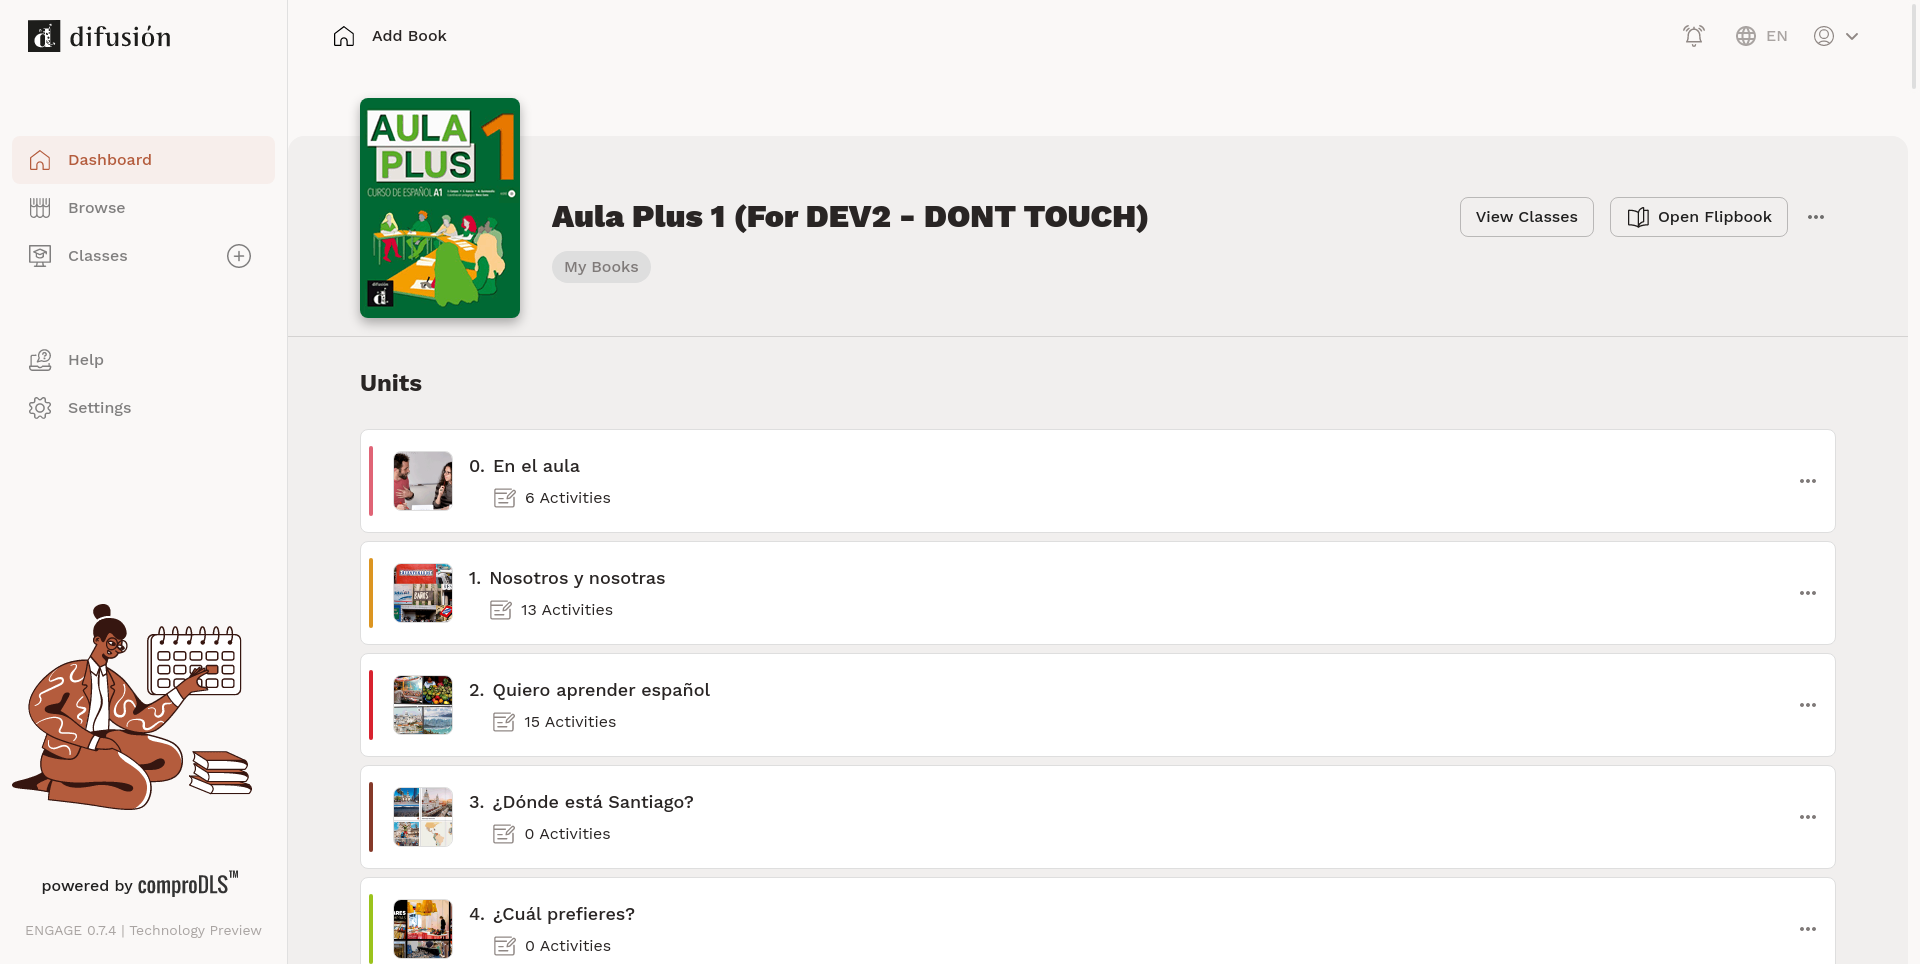 difusión
Add Book
EN
Dashboard
Browse
Classes
Help
Settings
powered by comproDLS™
ENGAGE 0.7.4 | Technology Preview
AULA
PLUS
1
CURSO DE ESPAÑOL A1
difusión
Aula Plus 1 (For DEV2 - DONT TOUCH)
My Books
View Classes
Open Flipbook
Units
0. En el aula
6 Activities
1. Nosotros y nosotras
13 Activities
2. Quiero aprender español
15 Activities
3. ¿Dónde está Santiago?
0 Activities
4. ¿Cuál prefieres?
0 Activities